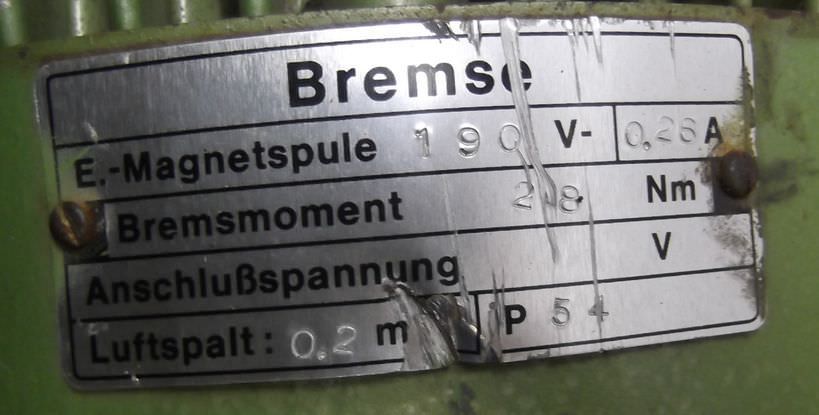 Bremse
E.-Magnetspule 190 V- 0.26 A
Bremsmoment 28 Nm
Anschlußspannung V
Luftspalt: 0.2 m P 54